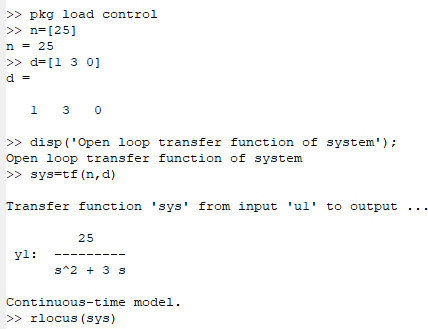 >> pkg load control
>> n=[25]
n = 25
>> d=[1 3 0]
d =
1 3 0
>> disp('Open loop transfer function of system');
Open loop transfer function of system
>> sys=tf(n,d)
Transfer function 'sys' from input 'u1' to output ...
25
y1: ---------
s^2 + 3 s
Continuous-time model.
>> rlocus(sys)